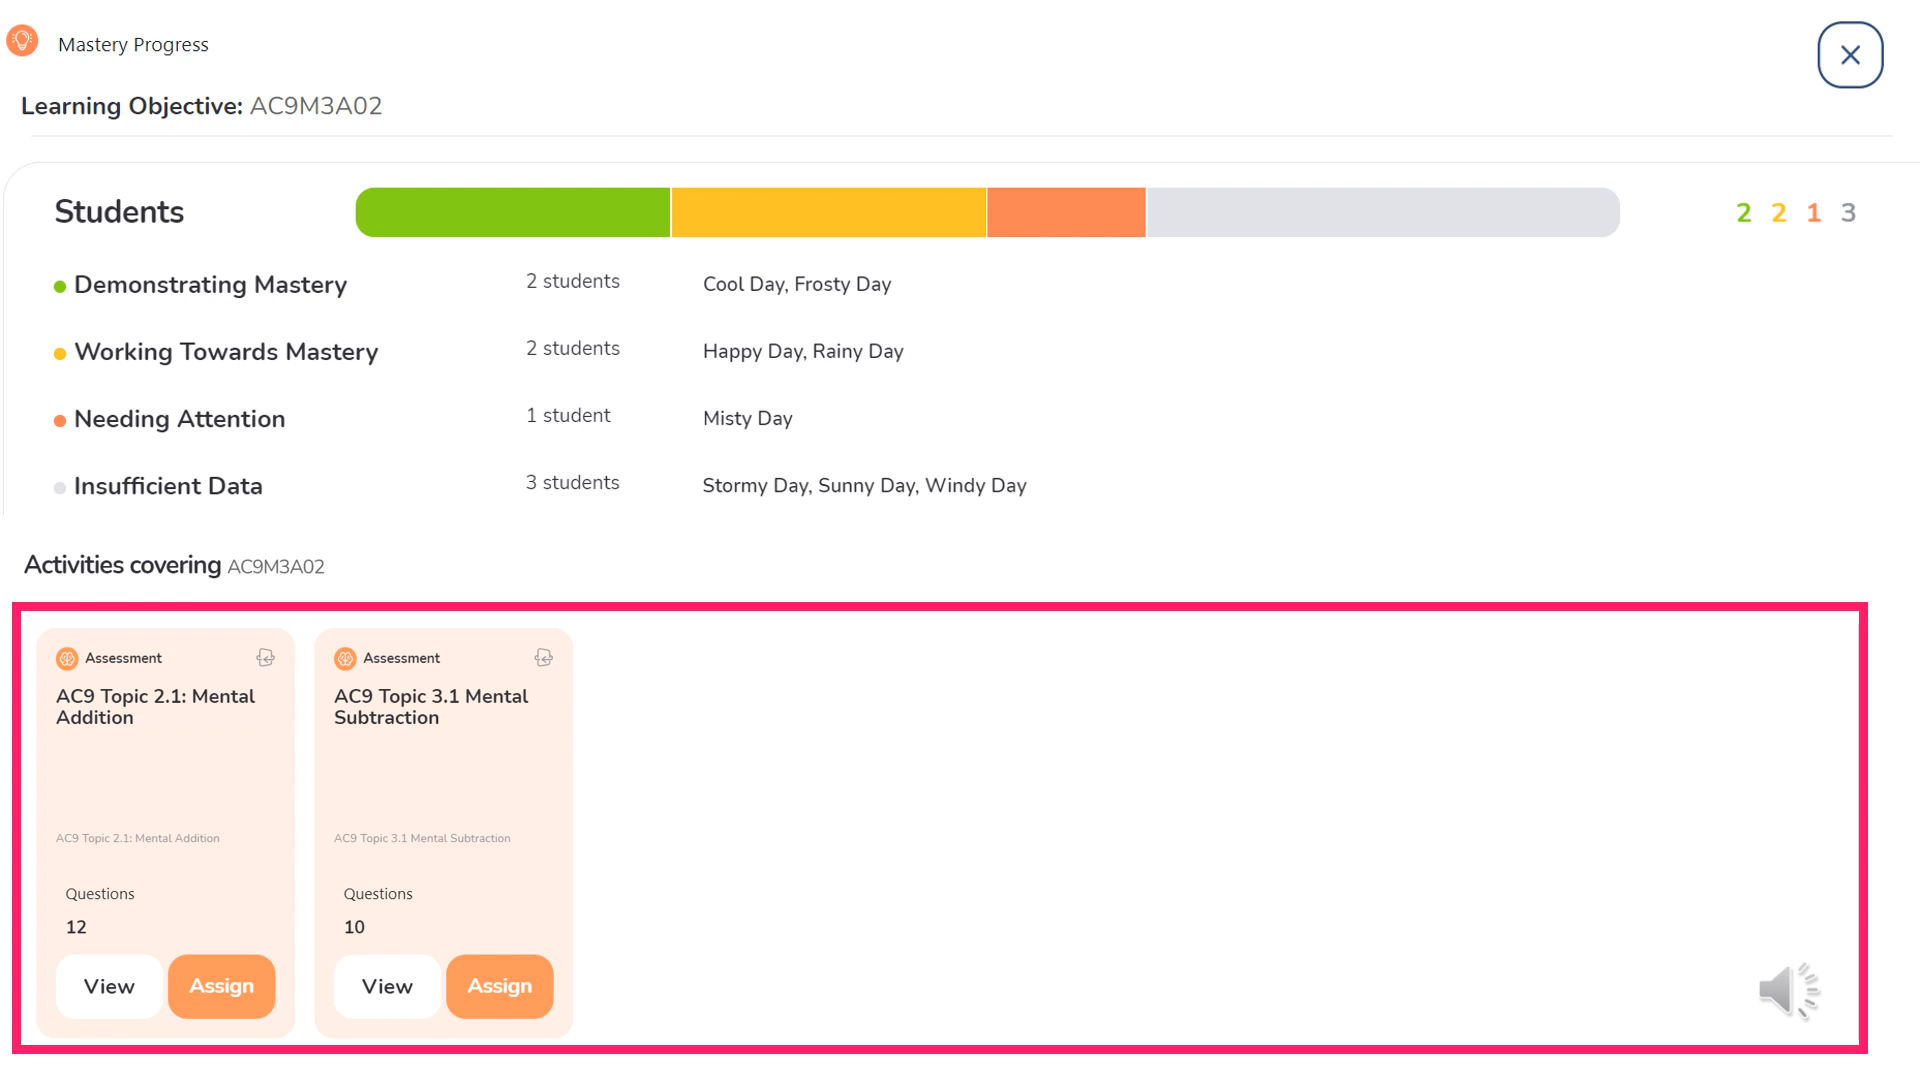 Mastery Progress
Learning Objective: AC9M3A02
Students
2 2 1 3
Demonstrating Mastery 2 students Cool Day, Frosty Day
Working Towards Mastery 2 students Happy Day, Rainy Day
Needing Attention 1 student Misty Day
Insufficient Data 3 students Stormy Day, Sunny Day, Windy Day
Activities covering AC9M3A02
Assessment
AC9 Topic 2.1: Mental
Addition
AC9 Topic 2.1: Mental Addition
Questions
12
View Assign
Assessment
AC9 Topic 3.1 Mental
Subtraction
AC9 Topic 3.1 Mental Subtraction
Questions
10
View Assign